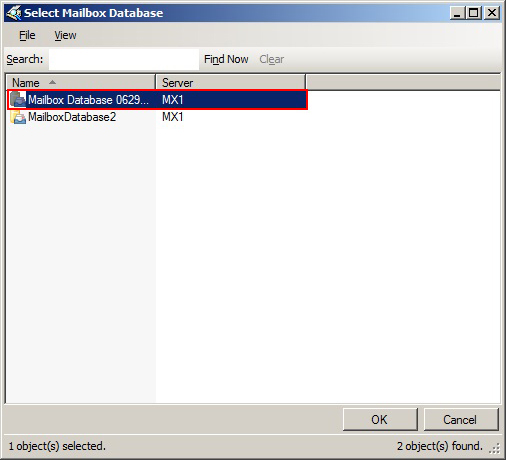 Select Mailbox Database
File View
Search: Find Now Clear
Name Server
Mailbox Database 0629... MX1
MailboxDatabase2 MX1
OK Cancel
1 object(s) selected. 2 object(s) found.